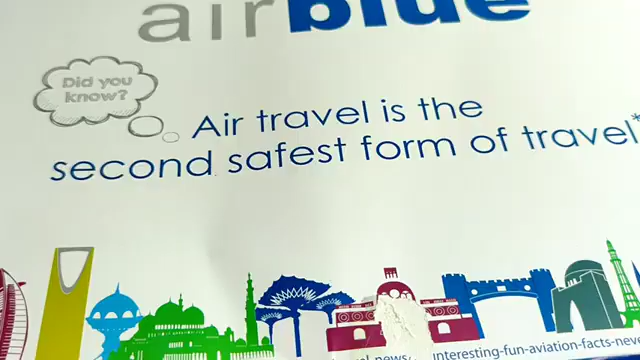 airblue
Did you
know?
Air travel is the
second safest form of travel*
interesting-fun-aviation-facts-new